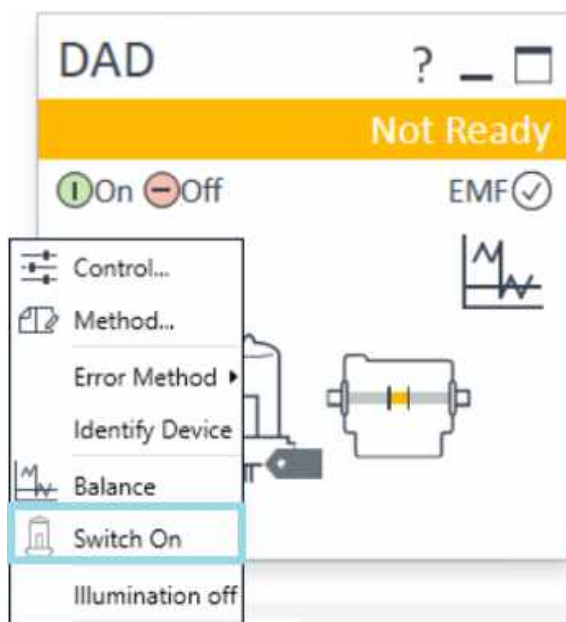 DAD
?
Not Ready
On Off
EMF
Control...
Method...
Error Method
Identify Device
Balance
Switch On
Illumination off